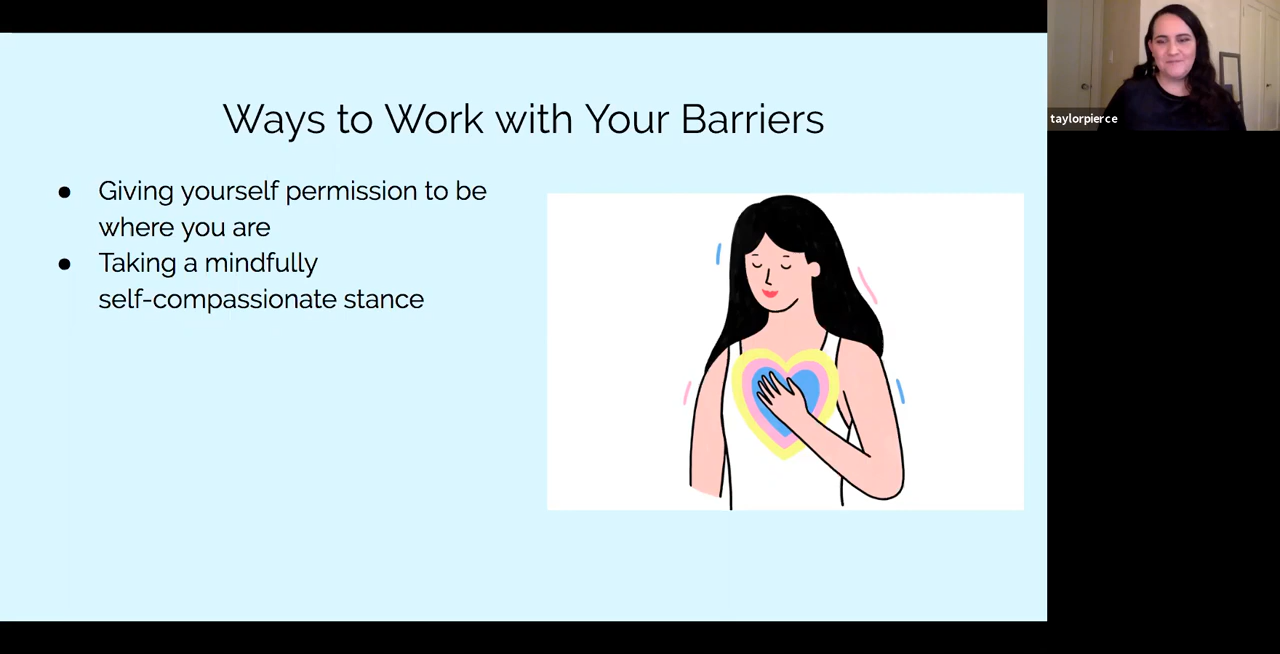 Ways to Work with Your Barriers
● Giving yourself permission to be
where you are
● Taking a mindfully
self-compassionate stance
taylorpierce